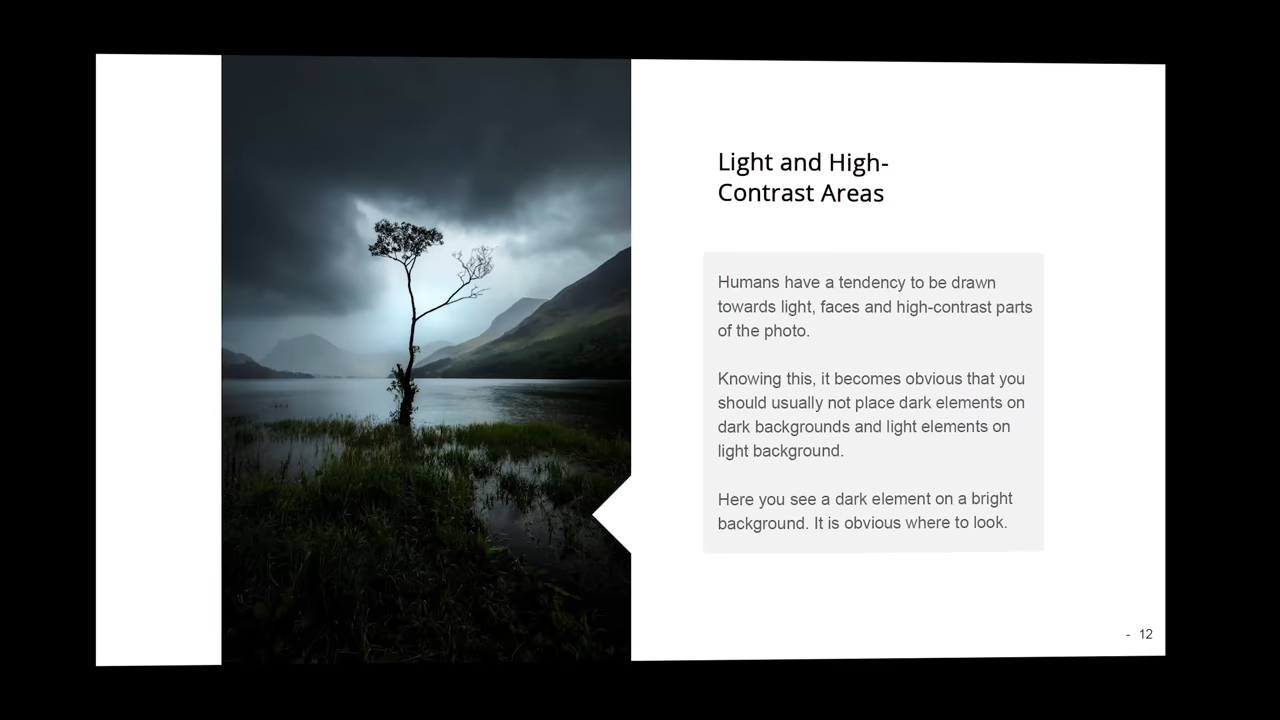 Light and High-
Contrast Areas
Humans have a tendency to be drawn
towards light, faces and high-contrast parts
of the photo.
Knowing this, it becomes obvious that you
should usually not place dark elements on
dark backgrounds and light elements on
light background.
Here you see a dark element on a bright
background. It is obvious where to look.
- 12